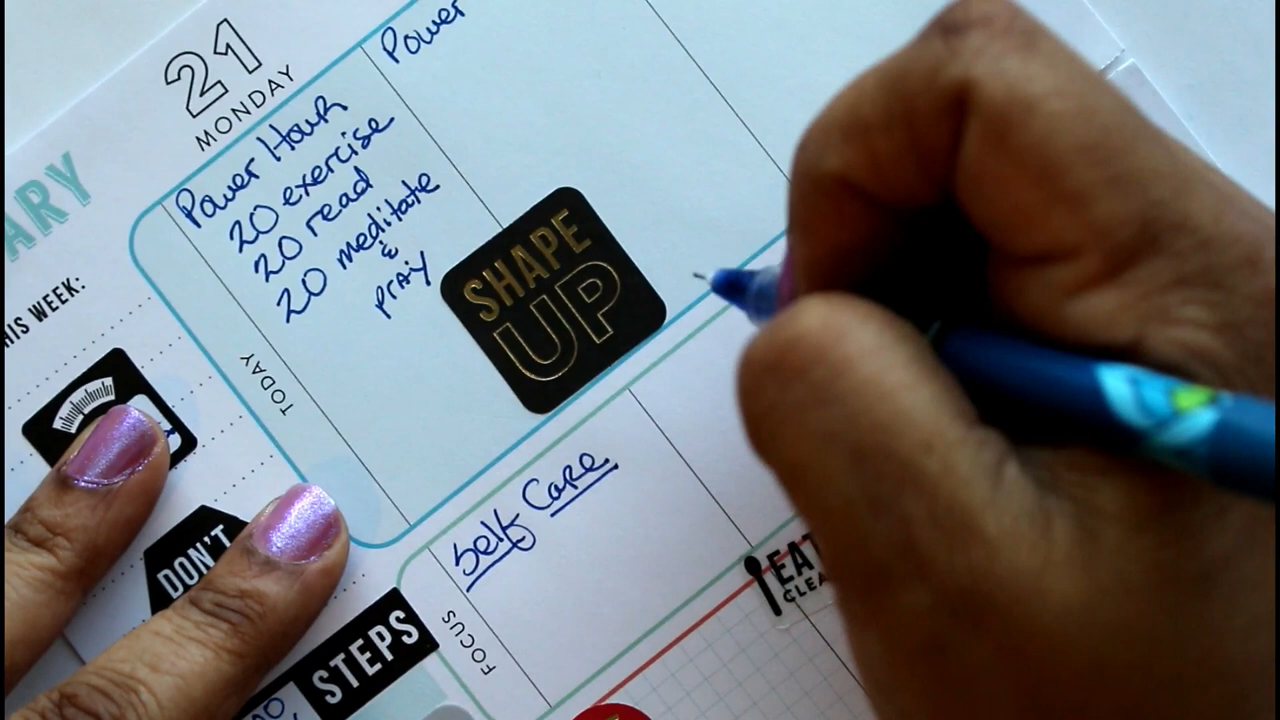 21
MONDAY
ARY
HIS WEEK:
TODAY
Power Hour
20 exercise
20 read
20 meditate
&
pray
Power
SHAPE
UP
DON'T
STEPS
FOCUS
Self Care
EAT
CLEA